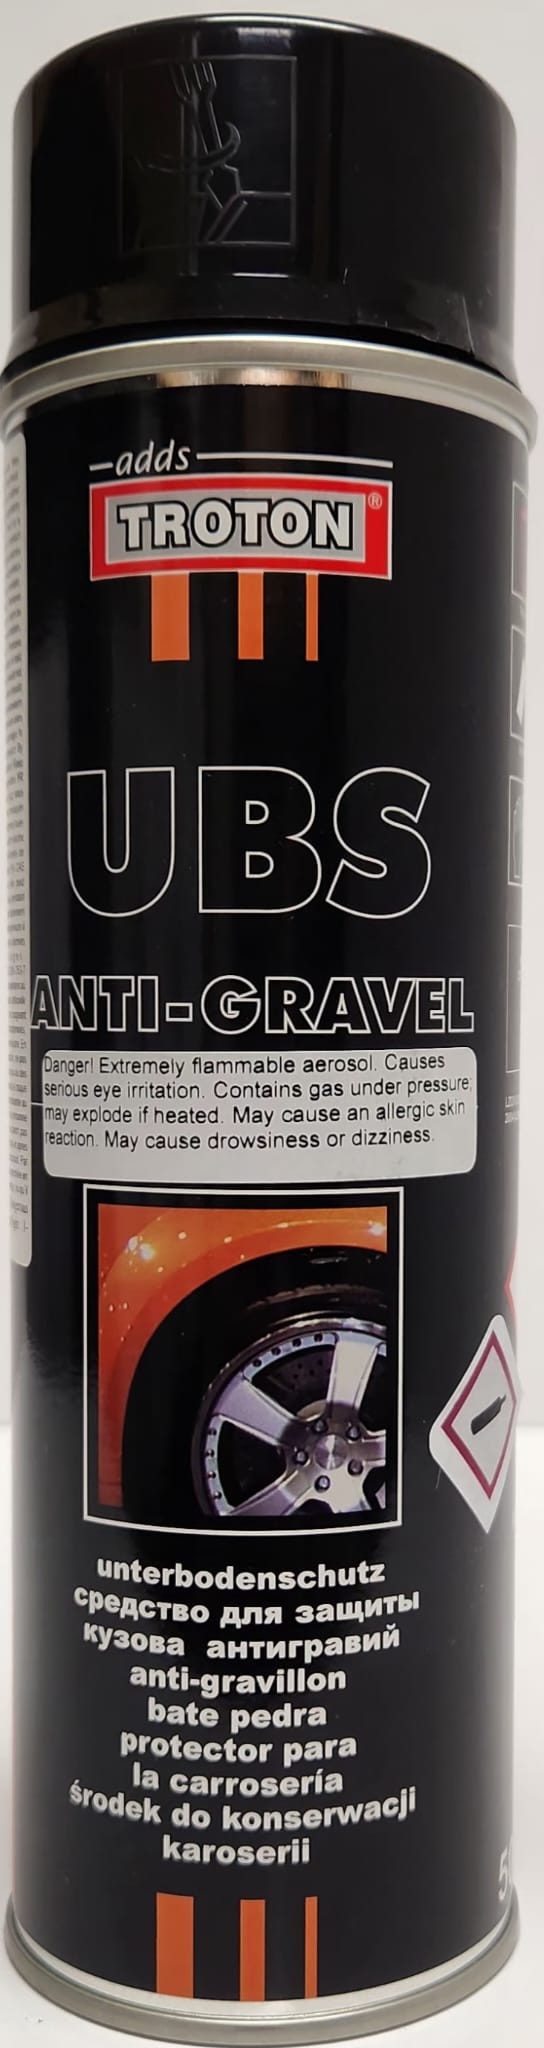 adds
TROTON®
UBS
ANTI-GRAVEL
Danger! Extremely flammable aerosol. Causes
serious eye irritation. Contains gas under pressure;
may explode if heated. May cause an allergic skin
reaction. May cause drowsiness or dizziness.
unterbodenschutz
средство для защиты
кузова антигравий
anti-gravillon
bate pedra
protector para
la carrosería
środek do konserwacji
karoserii